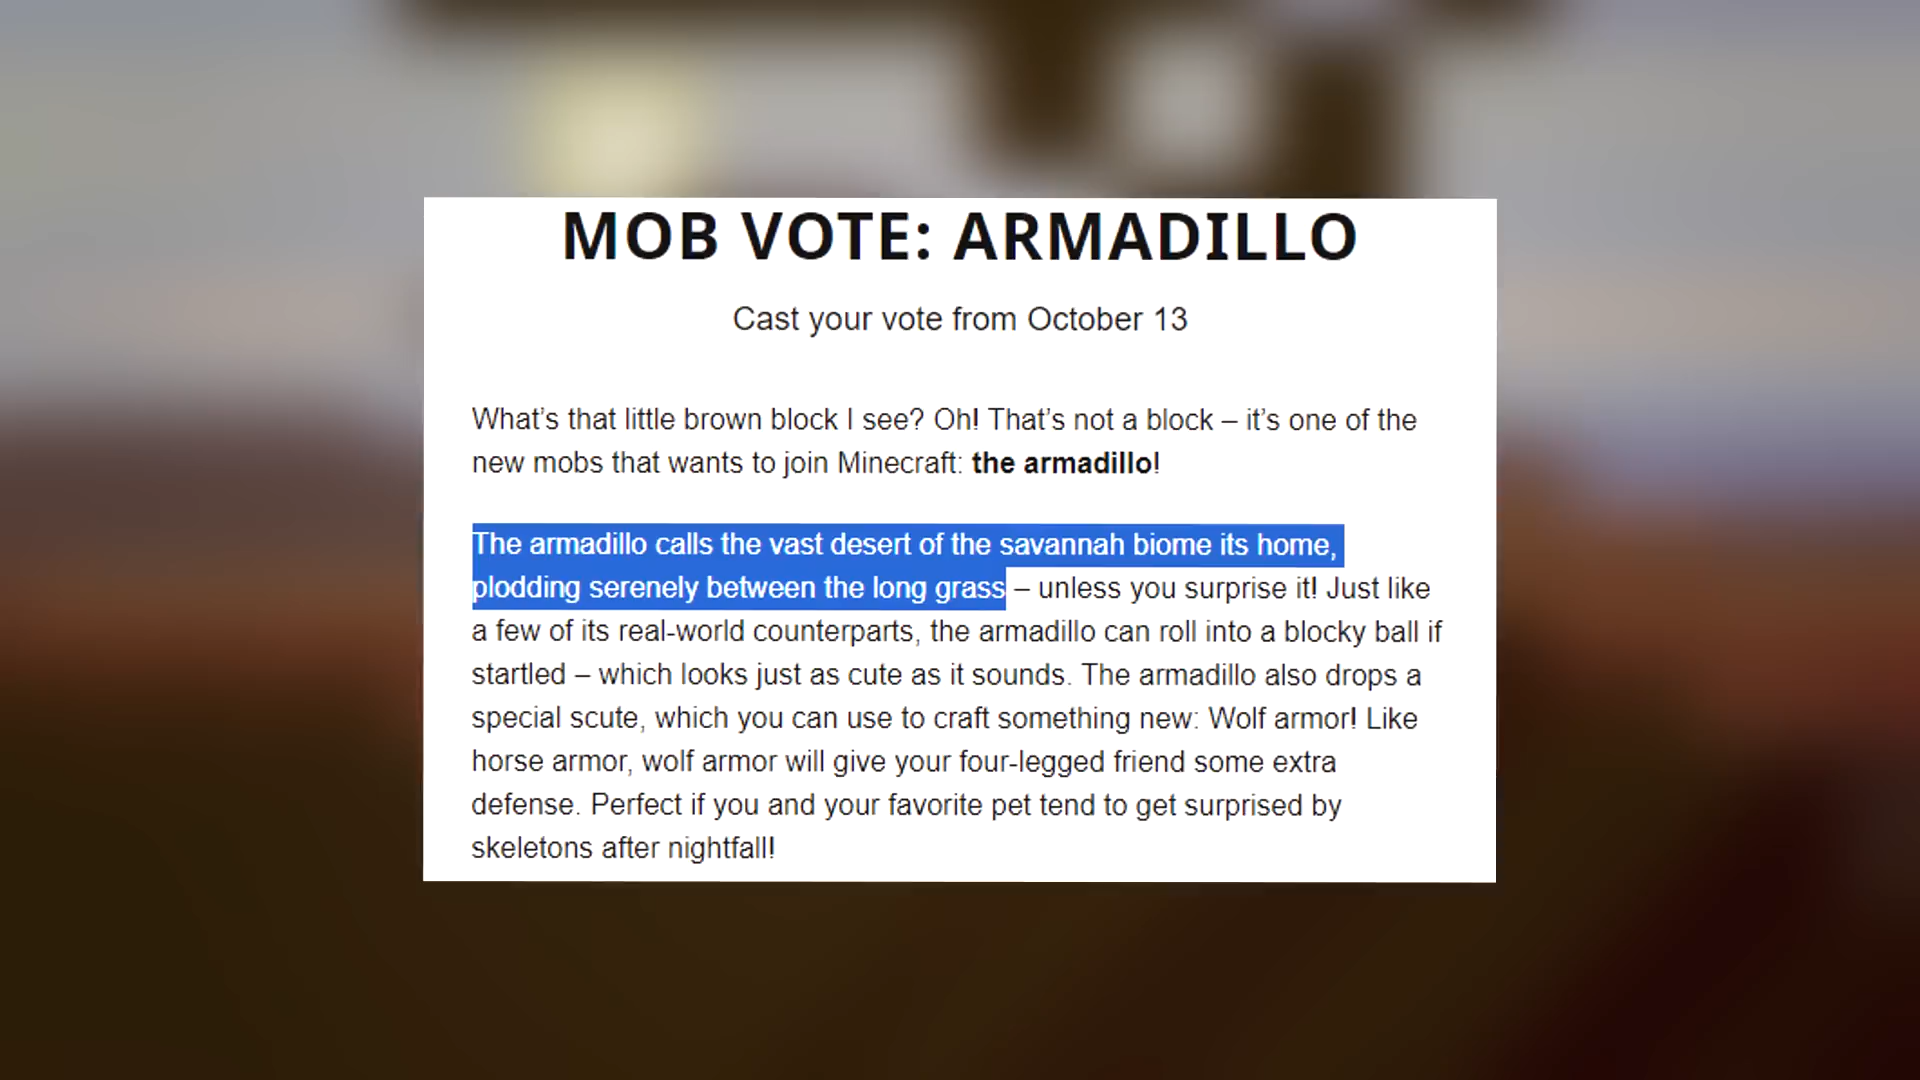 MOB VOTE: ARMADILLO
Cast your vote from October 13
What’s that little brown block I see? Oh! That’s not a block – it’s one of the
new mobs that wants to join Minecraft: the armadillo!
The armadillo calls the vast desert of the savannah biome its home,
plodding serenely between the long grass – unless you surprise it! Just like
a few of its real-world counterparts, the armadillo can roll into a blocky ball if
startled – which looks just as cute as it sounds. The armadillo also drops a
special scute, which you can use to craft something new: Wolf armor! Like
horse armor, wolf armor will give your four-legged friend some extra
defense. Perfect if you and your favorite pet tend to get surprised by
skeletons after nightfall!